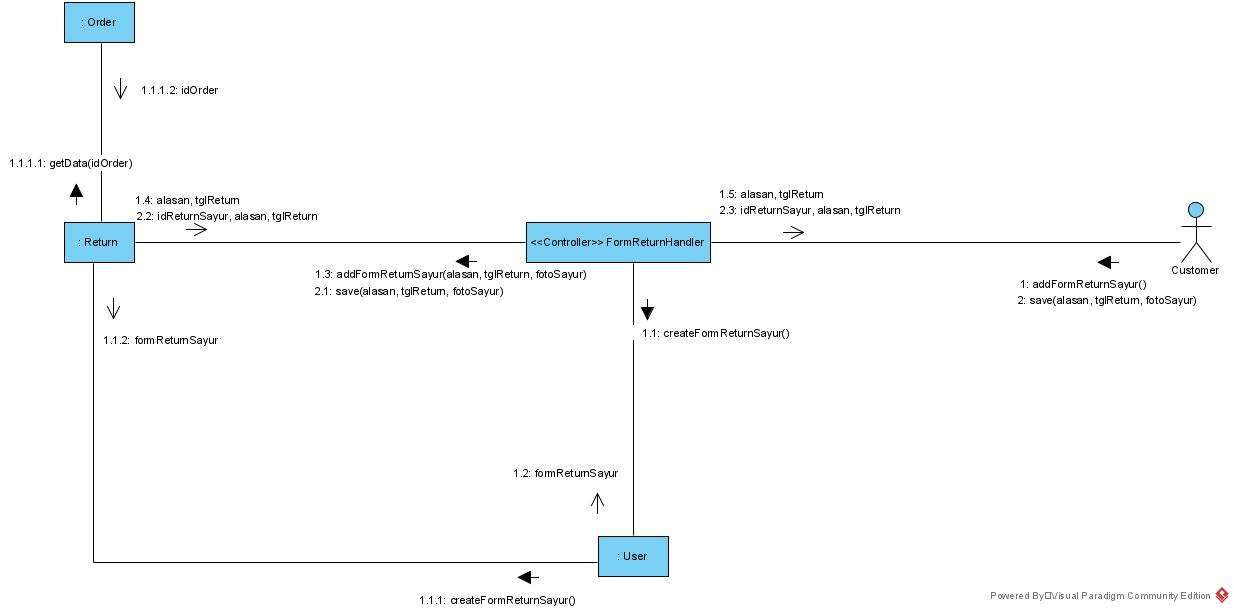 : Order
1.1.1.2: idOrder
1.1.1.1: getData(idOrder)
1.4: alasan, tglReturn
2.2: idReturnSayur, alasan, tglReturn
1.5: alasan, tglReturn
2.3: idReturnSayur, alasan, tglReturn
: Return
<<Controller>> FormReturnHandler
Customer
1.3: addFormReturnSayur(alasan, tglReturn, fotoSayur)
2.1: save(alasan, tglReturn, fotoSayur)
1: addFormReturnSayur()
2: save(alasan, tglReturn, fotoSayur)
1.1.2: formReturnSayur
1.1: createFormReturnSayur()
1.2: formReturnSayur
: User
1.1.1: createFormReturnSayur()
Powered By Visual Paradigm Community Edition